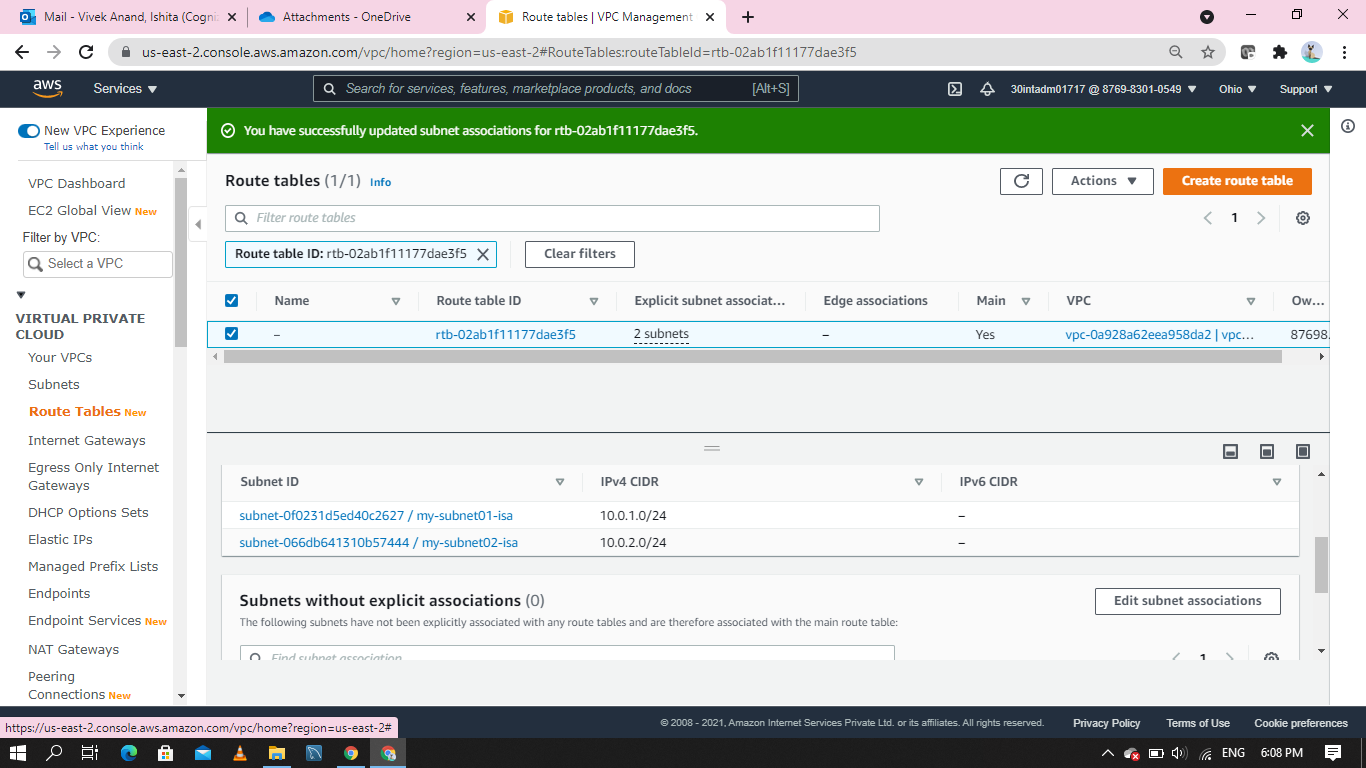 Mail - Vivek Anand, Ishita (Cogni
Attachments - OneDrive
Route tables | VPC Management
us-east-2.console.aws.amazon.com/vpc/home?region=us-east-2#RouteTables:routeTableId=rtb-02ab1f11177dae3f5
aws
Services
Search for services, features, marketplace products, and docs
[Alt+S]
30intadm01717 @ 8769-8301-0549
Ohio
Support
New VPC Experience
Tell us what you think
VPC Dashboard
EC2 Global View New
Filter by VPC:
Select a VPC
VIRTUAL PRIVATE
CLOUD
Your VPCs
Subnets
Route Tables New
Internet Gateways
Egress Only Internet
Gateways
DHCP Options Sets
Elastic IPs
Managed Prefix Lists
Endpoints
Endpoint Services New
NAT Gateways
Peering
Connections New
You have successfully updated subnet associations for rtb-02ab1f11177dae3f5.
Route tables (1/1) Info
Actions
Create route table
Filter route tables
1
Route table ID: rtb-02ab1f11177dae3f5
Clear filters
Name Route table ID Explicit subnet associat... Edge associations Main VPC Ow...
– rtb-02ab1f11177dae3f5 2 subnets – Yes vpc-0a928a62eea958da2 | vpc... 87698
Subnet ID IPv4 CIDR IPv6 CIDR
subnet-0f0231d5ed40c2627 / my-subnet01-isa 10.0.1.0/24 –
subnet-066db641310b57444 / my-subnet02-isa 10.0.2.0/24 –
Subnets without explicit associations (0)
Edit subnet associations
The following subnets have not been explicitly associated with any route tables and are therefore associated with the main route table:
Find subnet association
1
https://us-east-2.console.aws.amazon.com/vpc/home?region=us-east-2#
© 2008 - 2021, Amazon Internet Services Private Ltd. or its affiliates. All rights reserved.
Privacy Policy
Terms of Use
Cookie preferences
ENG
6:08 PM